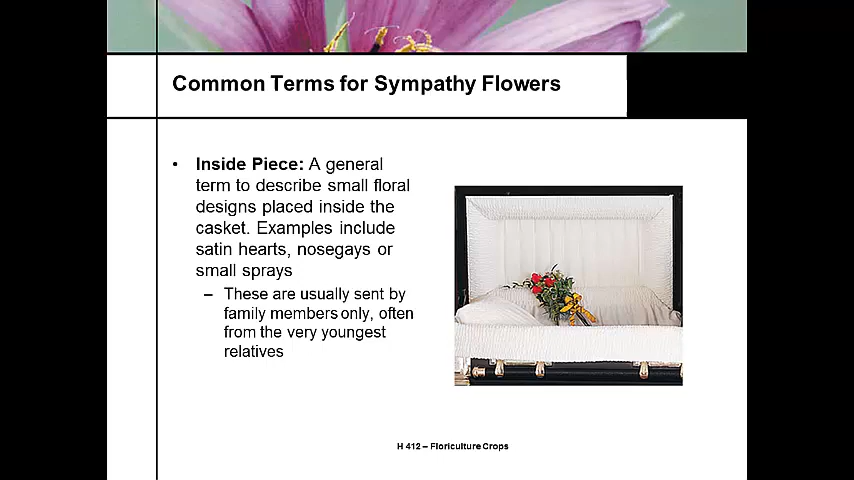 Common Terms for Sympathy Flowers
• Inside Piece: A general
term to describe small floral
designs placed inside the
casket. Examples include
satin hearts, nosegays or
small sprays
– These are usually sent by
family members only, often
from the very youngest
relatives
H 412 – Floriculture Crops